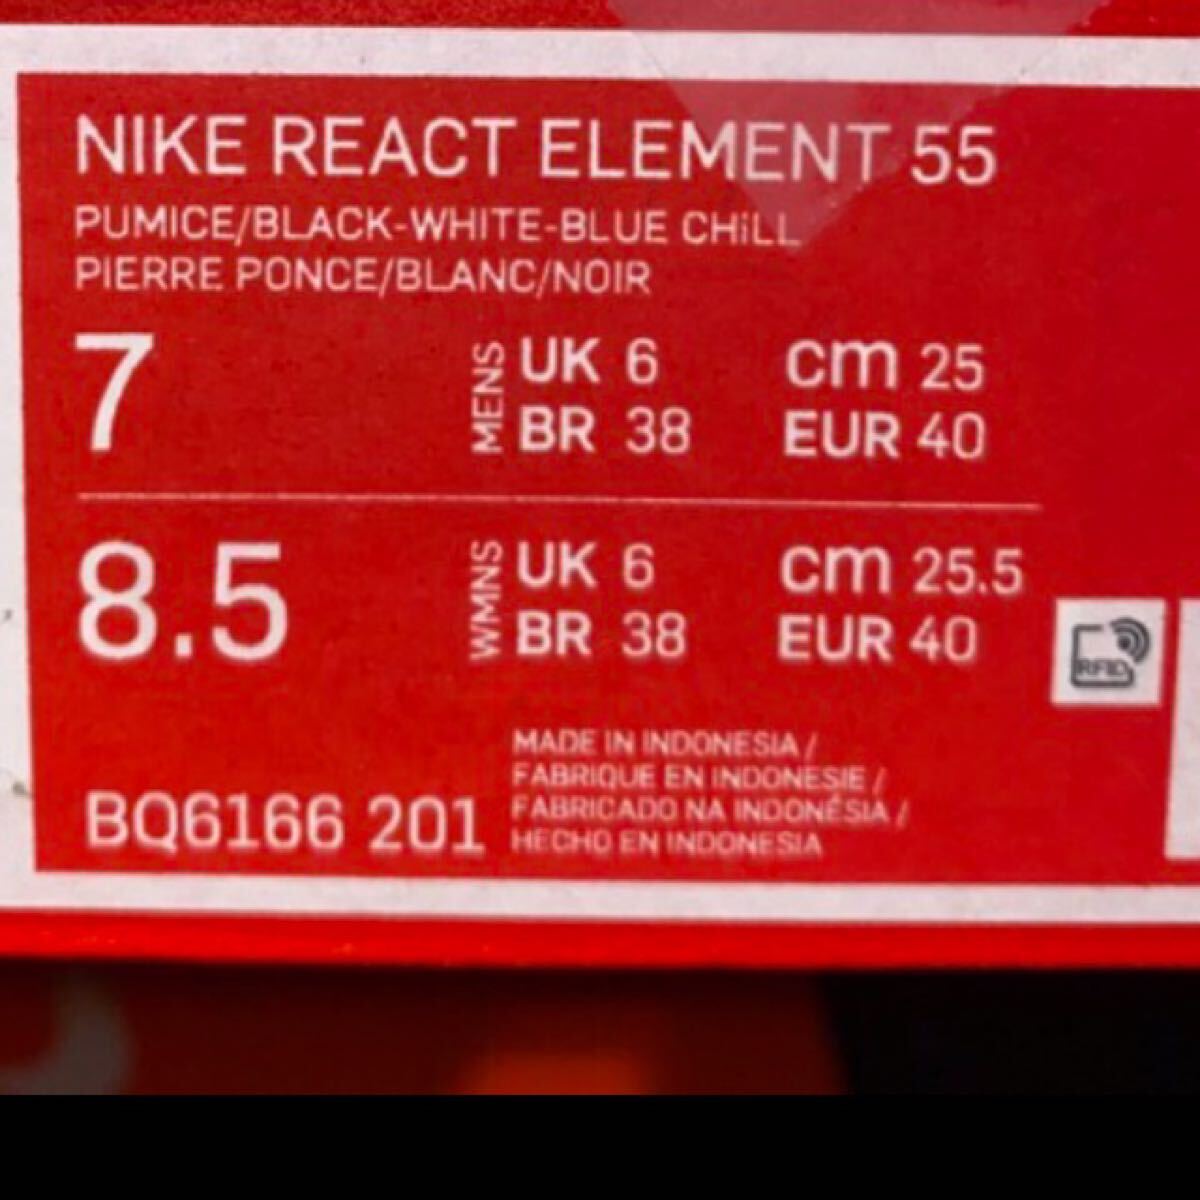 NIKE REACT ELEMENT 55
PUMICE/BLACK-WHITE-BLUE CHiLL
PIERRE PONCE/BLANC/NOIR
7 MENS UK 6 cm 25
BR 38 EUR 40
8.5 WMNS UK 6 cm 25.5
BR 38 EUR 40
RFID
MADE IN INDONESIA /
FABRIQUE EN INDONESIE /
FABRICADO NA INDONÉSIA /
HECHO EN INDONESIA
BQ6166 201